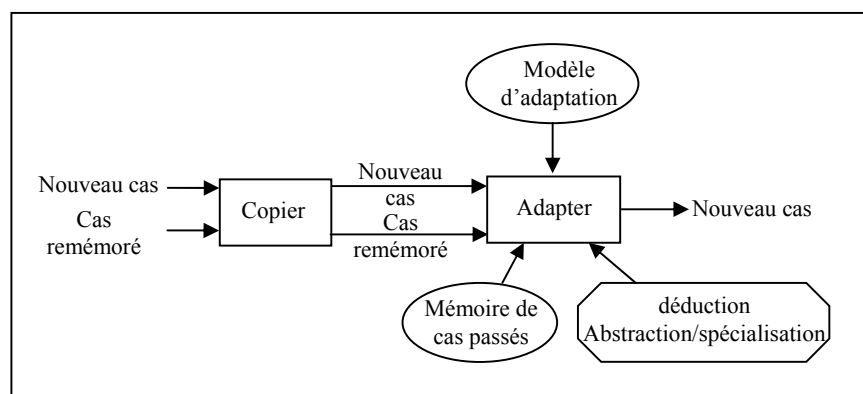 Modèle
d’adaptation
Nouveau cas
Cas
remémoré
Copier
Nouveau
cas
Cas
remémoré
Adapter
Nouveau cas
Mémoire de
cas passés
déduction
Abstraction/spécialisation